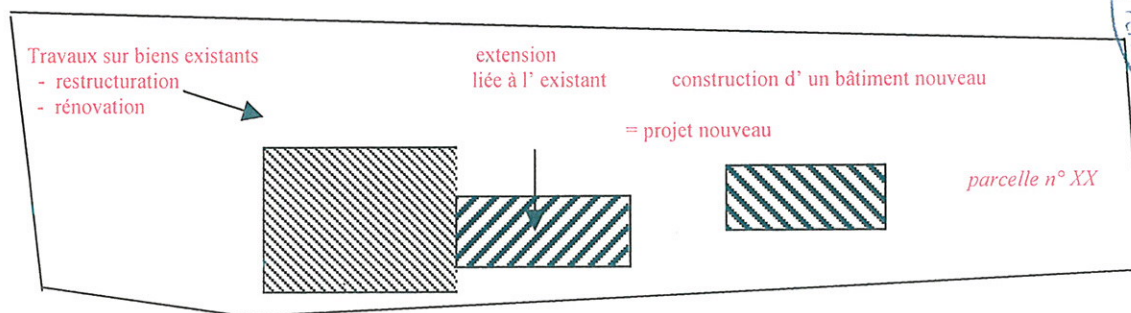 Travaux sur biens existants
- restructuration
- rénovation
extension
liée à l' existant
construction d' un bâtiment nouveau
= projet nouveau
parcelle n° XX